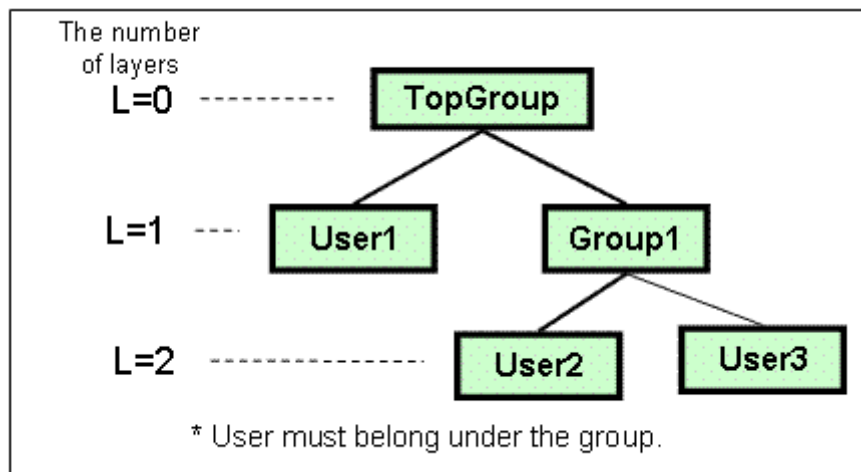 The number
of layers
L=0
TopGroup
L=1
User1
Group1
L=2
User2
User3
* User must belong under the group.